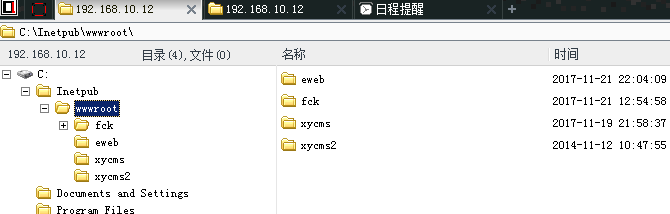 192.168.10.12 192.168.10.12 日程提醒
C:\Inetpub\wwwroot\
192.168.10.12 目录(4),文件(0) 名称 时间
C:
Inetpub
wwwroot
fck
eweb
xycms
xycms2
Documents and Settings
Program Files
eweb 2017-11-21 22:04:09
fck 2017-11-21 12:54:58
xycms 2017-11-19 21:58:37
xycms2 2014-11-12 10:47:55